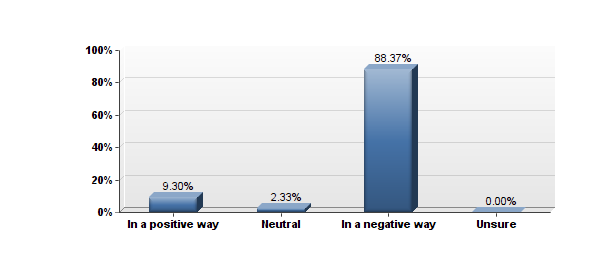 100%
88.37%
80%
60%
40%
20%
9.30%
2.33%
0.00%
0%
In a positive way
Neutral
In a negative way
Unsure